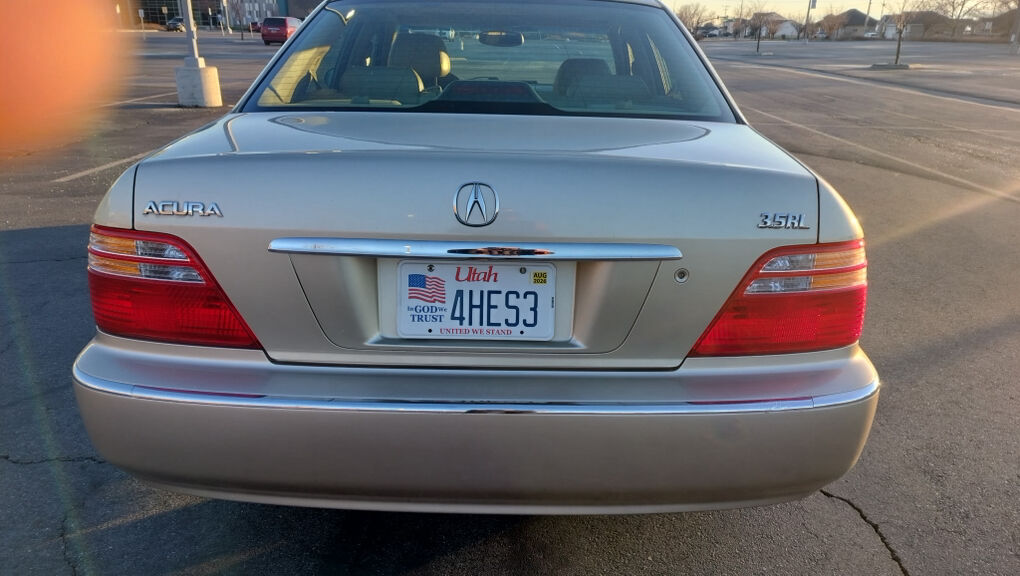 ACURA
3.5RL
Utah
AUG
2026
In GOD We
TRUST
4HES3
UNITED WE STAND